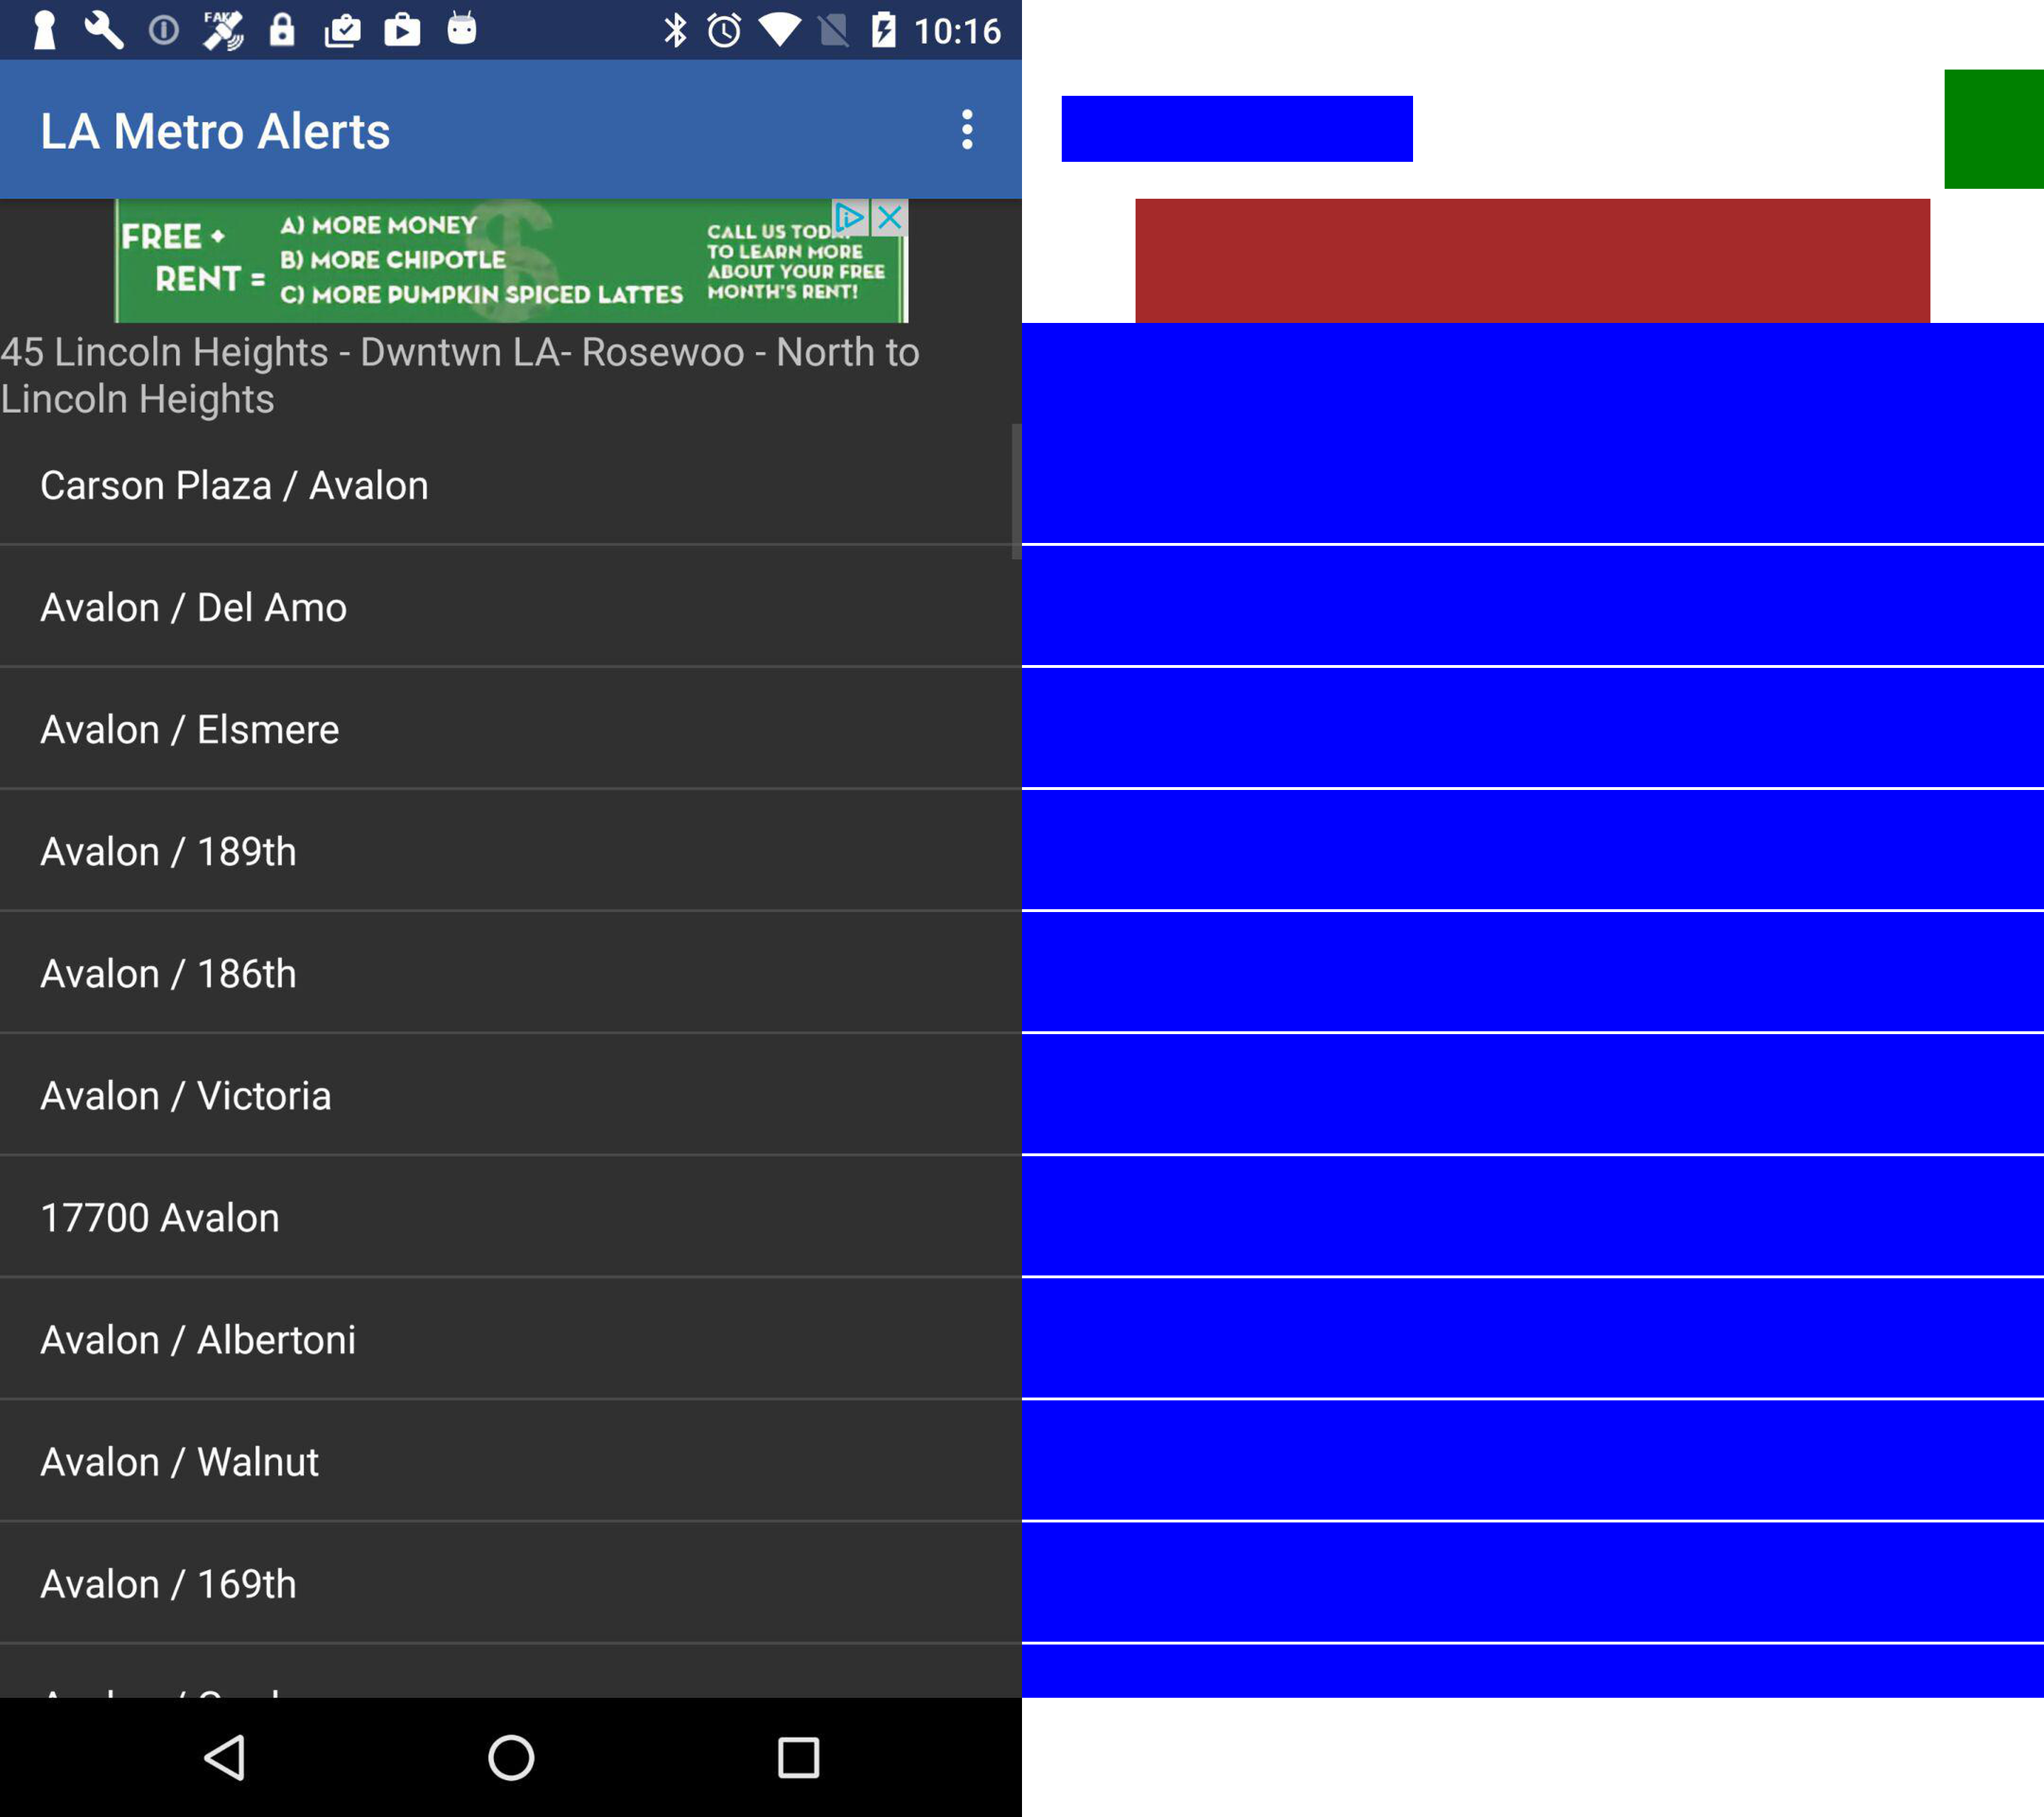 FAKE
10:16
LA Metro Alerts
FREE +
RENT =
A) MORE MONEY
B) MORE CHIPOTLE
C) MORE PUMPKIN SPICED LATTES
CALL US
TO LEARN MORE
ABOUT YOUR FREE
MONTH'S RENT!
45 Lincoln Heights - Dwntwn LA- Rosewoo - North to
Lincoln Heights
Carson Plaza / Avalon
Avalon / Del Amo
Avalon / Elsmere
Avalon / 189th
Avalon / 186th
Avalon / Victoria
17700 Avalon
Avalon / Albertoni
Avalon / Walnut
Avalon / 169th